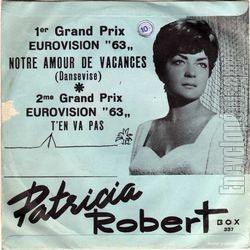 1er Grand Prix
EUROVISION "63„
NOTRE AMOUR DE VACANCES
(Dansevise)
*
2me Grand Prix
EUROVISION "63„
T'EN VA PAS
Patricia
Robert
BOX
337